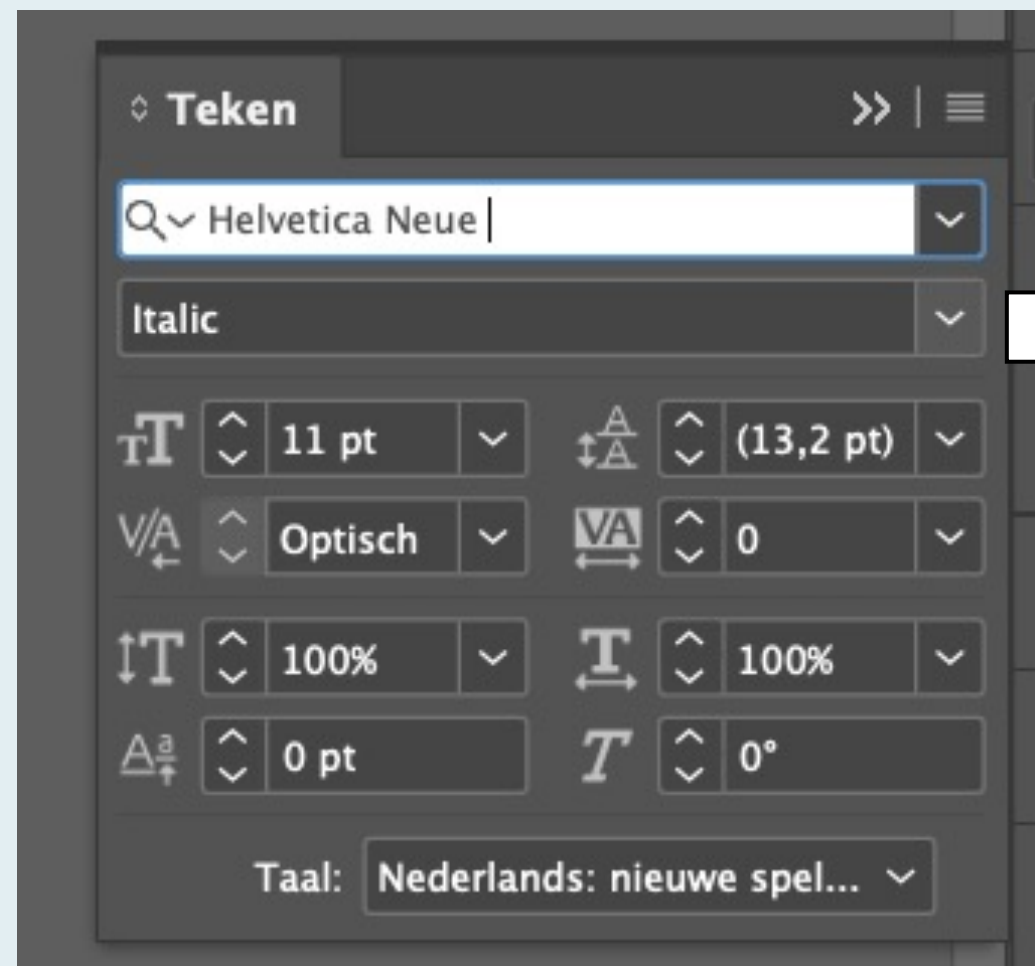 Teken
Helvetica Neue
Italic
11 pt (13,2 pt)
Optisch 0
100% 100%
0 pt 0°
Taal: Nederlands: nieuwe spel...